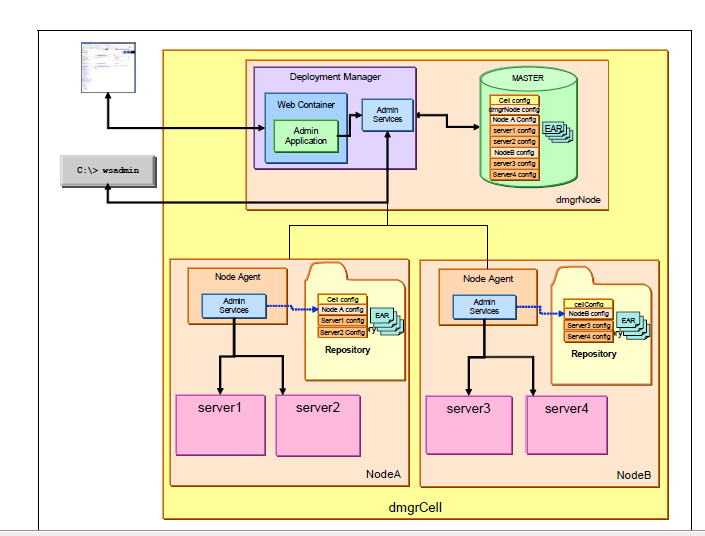 Deployment Manager
Web Container
Admin
Application
Admin
Services
MASTER
Cell config
dmgrNode config
Node A Config
server1 config
server2 config
NodeB config
server3 config
Server4 config
EAR
dmgrNode
C:\> wsadmin
Node Agent
Admin
Services
Cell config
Node A config
Server1 config
Server2 Config
EAR
Repository
server1
server2
NodeA
Node Agent
Admin
Services
cellConfig
NodeB config
Server3 config
Server4 config
EAR
Repository
server3
server4
NodeB
dmgrCell